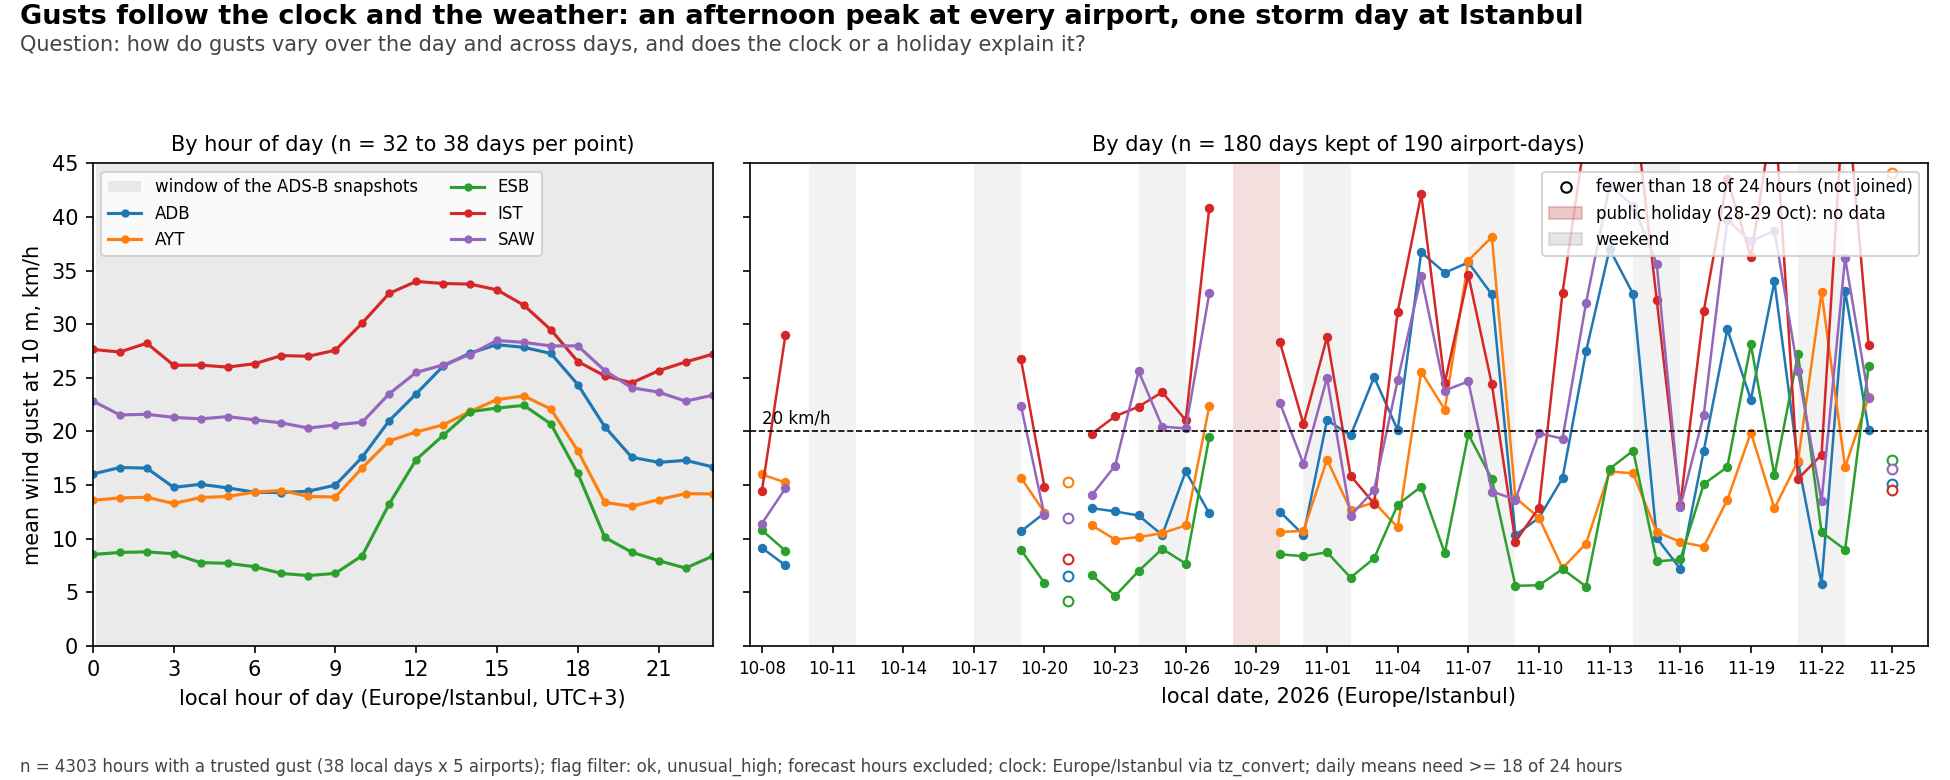 Gusts follow the clock and the weather: an afternoon peak at every airport, one storm day at Istanbul
Question: how do gusts vary over the day and across days, and does the clock or a holiday explain it?
By hour of day (n = 32 to 38 days per point)
By day (n = 180 days kept of 190 airport-days)
window of the ADS-B snapshots
ADB
AYT
ESB
IST
SAW
fewer than 18 of 24 hours (not joined)
public holiday (28-29 Oct): no data
weekend
20 km/h
mean wind gust at 10 m, km/h
45
40
35
30
25
20
15
10
5
0
0 3 6 9 12 15 18 21
10-08 10-11 10-14 10-17 10-20 10-23 10-26 10-29 11-01 11-04 11-07 11-10 11-13 11-16 11-19 11-22 11-25
local hour of day (Europe/Istanbul, UTC+3)
local date, 2026 (Europe/Istanbul)
n = 4303 hours with a trusted gust (38 local days x 5 airports); flag filter: ok, unusual_high; forecast hours excluded; clock: Europe/Istanbul via tz_convert; daily means need >= 18 of 24 hours